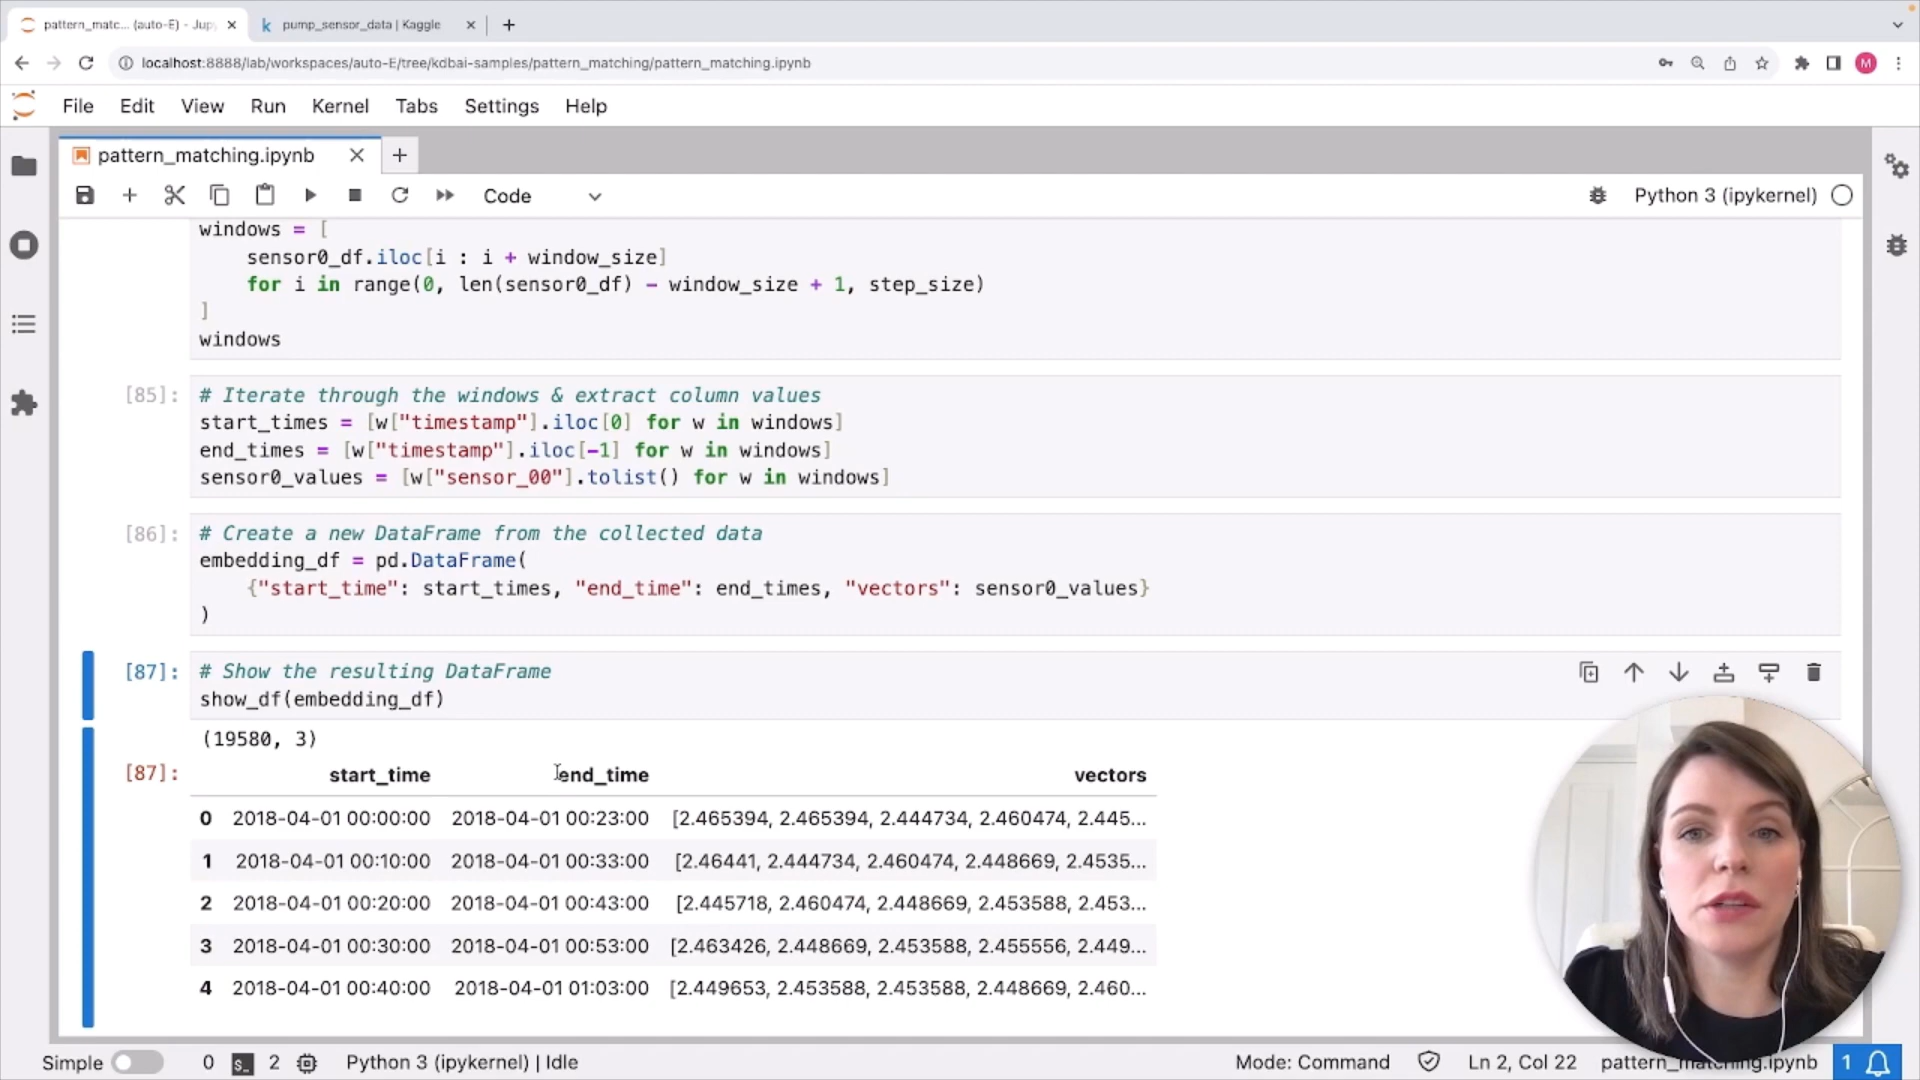 pattern_matc... (auto-E) - Jup
pump_sensor_data | Kaggle
localhost:8888/lab/workspaces/auto-E/tree/kdbai-samples/pattern_matching/pattern_matching.ipynb
M
File Edit View Run Kernel Tabs Settings Help
pattern_matching.ipynb
Code
Python 3 (ipykernel)
windows = [
sensor0_df.iloc[i : i + window_size]
for i in range(0, len(sensor0_df) - window_size + 1, step_size)
]
windows
[85]:
# Iterate through the windows & extract column values
start_times = [w["timestamp"].iloc[0] for w in windows]
end_times = [w["timestamp"].iloc[-1] for w in windows]
sensor0_values = [w["sensor_00"].tolist() for w in windows]
[86]:
# Create a new DataFrame from the collected data
embedding_df = pd.DataFrame(
{"start_time": start_times, "end_time": end_times, "vectors": sensor0_values}
)
[87]:
# Show the resulting DataFrame
show_df(embedding_df)
(19580, 3)
[87]:
start_time end_time vectors
0 2018-04-01 00:00:00 2018-04-01 00:23:00 [2.465394, 2.465394, 2.444734, 2.460474, 2.445...
1 2018-04-01 00:10:00 2018-04-01 00:33:00 [2.46441, 2.444734, 2.460474, 2.448669, 2.4535...
2 2018-04-01 00:20:00 2018-04-01 00:43:00 [2.445718, 2.460474, 2.448669, 2.453588, 2.453...
3 2018-04-01 00:30:00 2018-04-01 00:53:00 [2.463426, 2.448669, 2.453588, 2.455556, 2.449...
4 2018-04-01 00:40:00 2018-04-01 01:03:00 [2.449653, 2.453588, 2.453588, 2.448669, 2.460...
Simple 0 $_ 2 Python 3 (ipykernel) | Idle
Mode: Command Ln 2, Col 22 pattern_matching.ipynb 1